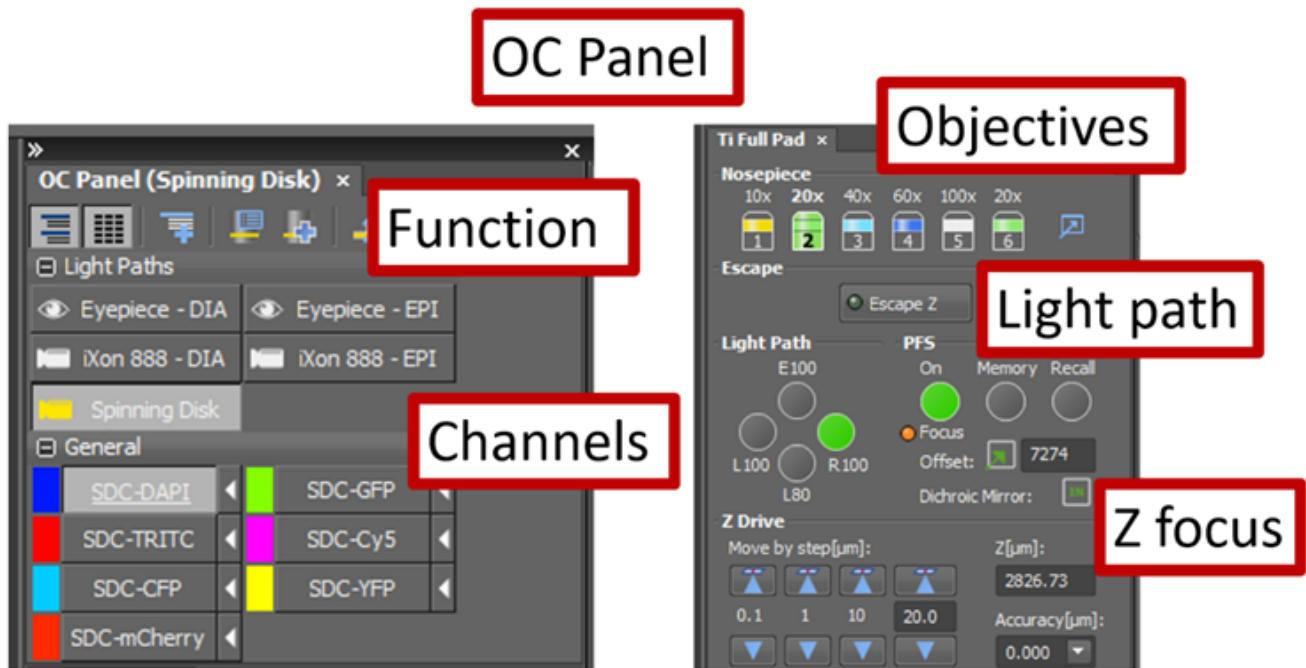 OC Panel
Objectives
Function
Light path
Channels
Z focus
»
x
OC Panel (Spinning Disk) ×
Light Paths
Eyepiece - DIA
Eyepiece - EPI
iXon 888 - DIA
iXon 888 - EPI
Spinning Disk
General
SDC-DAPI
SDC-GFP
SDC-TRITC
SDC-Cy5
SDC-CFP
SDC-YFP
SDC-mCherry
Ti Full Pad ×
Nosepiece
10x 20x 40x 60x 100x 20x
1 2 3 4 5 6
Escape
Escape Z
Light Path
E100
L100
R100
L80
PFS
On Memory Recall
Focus
Offset: 7274
Dichroic Mirror: IN
Z Drive
Move by step[µm]:
0.1 1 10 20.0
Z[µm]:
2826.73
Accuracy[µm]:
0.000